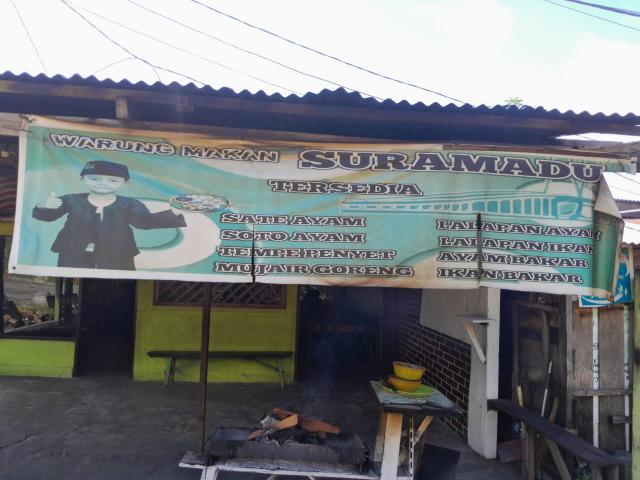 WARUNG MAKAN SURAMADU
TERSEDIA
SATE AYAM
SOTO AYAM
TEMPE PENYET
MUJAIR GORENG
LALAPAN AYAM
LALAPAN IKAN
AYAM BAKAR
IKAN BAKAR